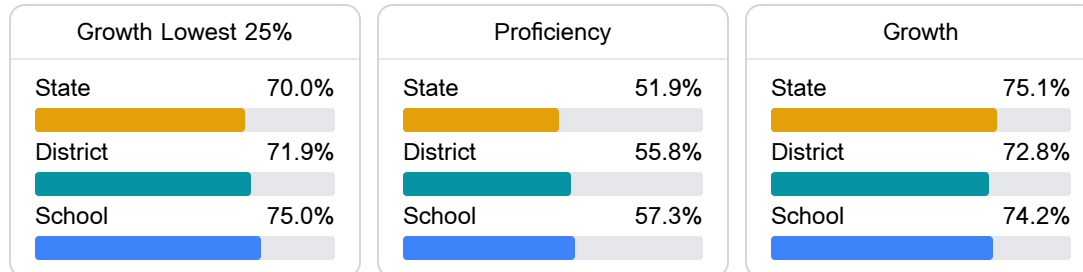 Growth Lowest 25%
State 70.0%
District 71.9%
School 75.0%
Proficiency
State 51.9%
District 55.8%
School 57.3%
Growth
State 75.1%
District 72.8%
School 74.2%